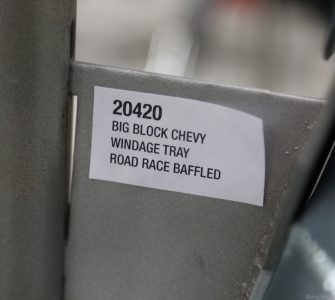 20420
BIG BLOCK CHEVY
WINDAGE TRAY
ROAD RACE BAFFLED